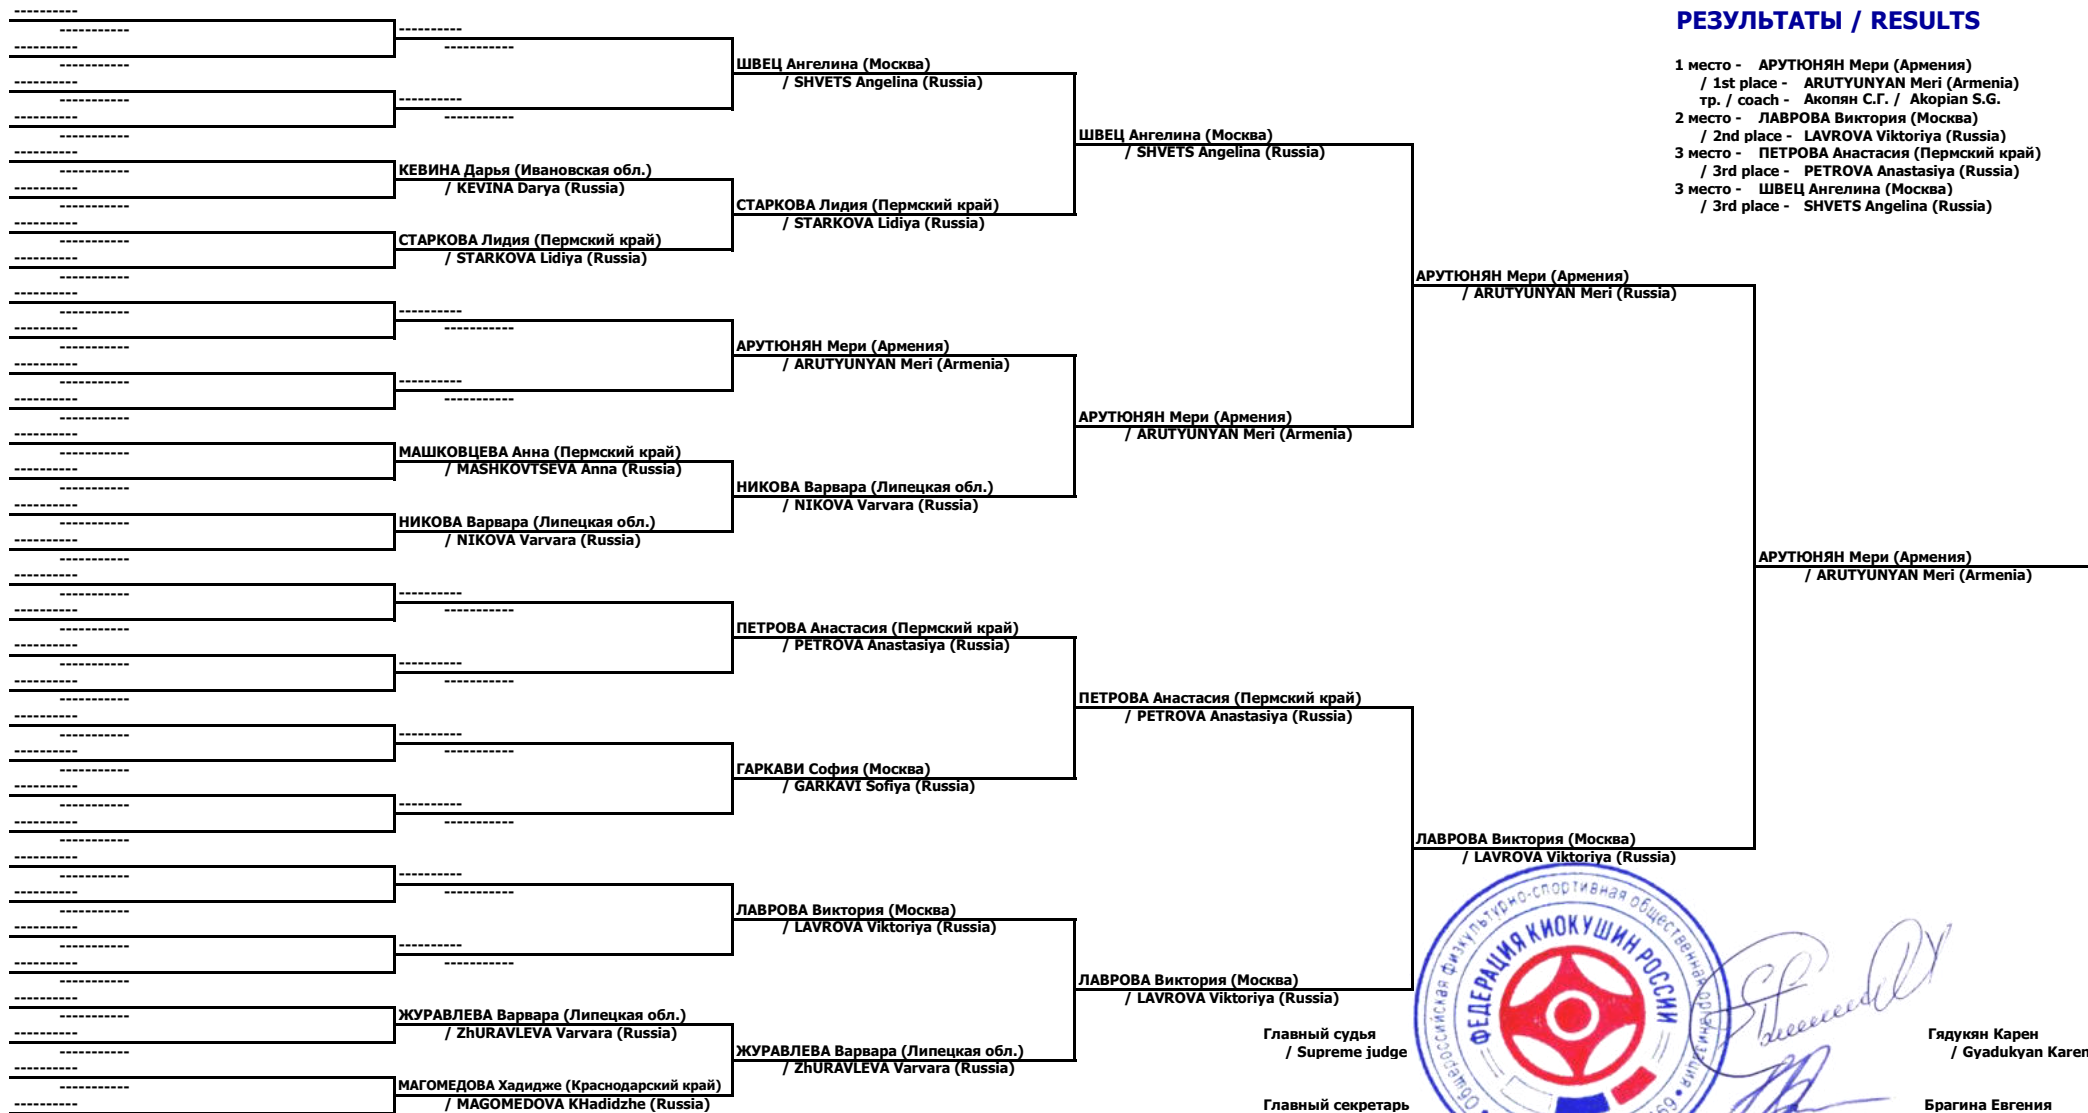 РЕЗУЛЬТАТЫ / RESULTS
1 место - АРУТЮНЯН Мери (Армения)
/ 1st place - ARUTYUNYAN Meri (Armenia)
тр. / coach - Акопян С.Г. / Akopian S.G.
2 место - ЛАВРОВА Виктория (Москва)
/ 2nd place - LAVROVA Viktoriya (Russia)
3 место - ПЕТРОВА Анастасия (Пермский край)
/ 3rd place - PETROVA Anastasiya (Russia)
3 место - ШВЕЦ Ангелина (Москва)
/ 3rd place - SHVETS Angelina (Russia)
КЕВИНА Дарья (Ивановская обл.)
/ KEVINA Darya (Russia)
СТАРКОВА Лидия (Пермский край)
/ STARKOVA Lidiya (Russia)
МАШКОВЦЕВА Анна (Пермский край)
/ MASHKOVTSEVA Anna (Russia)
НИКОВА Варвара (Липецкая обл.)
/ NIKOVA Varvara (Russia)
ЖУРАВЛЕВА Варвара (Липецкая обл.)
/ ZhURAVLEVA Varvara (Russia)
МАГОМЕДОВА Хадидже (Краснодарский край)
/ MAGOMEDOVA KHadidzhe (Russia)
ШВЕЦ Ангелина (Москва)
/ SHVETS Angelina (Russia)
СТАРКОВА Лидия (Пермский край)
/ STARKOVA Lidiya (Russia)
АРУТЮНЯН Мери (Армения)
/ ARUTYUNYAN Meri (Armenia)
НИКОВА Варвара (Липецкая обл.)
/ NIKOVA Varvara (Russia)
ПЕТРОВА Анастасия (Пермский край)
/ PETROVA Anastasiya (Russia)
ГАРКАВИ София (Москва)
/ GARKAVI Sofiya (Russia)
ЛАВРОВА Виктория (Москва)
/ LAVROVA Viktoriya (Russia)
ЖУРАВЛЕВА Варвара (Липецкая обл.)
/ ZhURAVLEVA Varvara (Russia)
ШВЕЦ Ангелина (Москва)
/ SHVETS Angelina (Russia)
АРУТЮНЯН Мери (Армения)
/ ARUTYUNYAN Meri (Armenia)
ПЕТРОВА Анастасия (Пермский край)
/ PETROVA Anastasiya (Russia)
ЛАВРОВА Виктория (Москва)
/ LAVROVA Viktoriya (Russia)
АРУТЮНЯН Мери (Армения)
/ ARUTYUNYAN Meri (Russia)
ЛАВРОВА Виктория (Москва)
/ LAVROVA Viktoriya (Russia)
АРУТЮНЯН Мери (Армения)
/ ARUTYUNYAN Meri (Armenia)
Общероссийская физкультурно-спортивная общественная организация
ФЕДЕРАЦИЯ КИОКУШИН РОССИИ
Главный судья
/ Supreme judge
Гядукян Карен
/ Gyadukyan Karen
Главный секретарь
Брагина Евгения